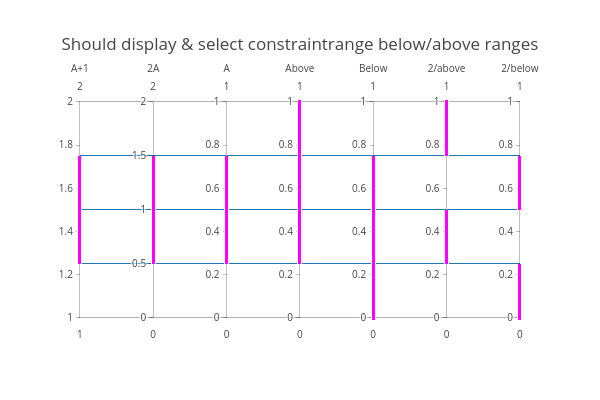 Should display & select constraintrange below/above ranges
A+1 2A A Above Below 2/above 2/below
2 2 1 1 1 1 1
2 2 1 1 1 1 1
1.8 0.8 0.8 0.8 0.8 0.8
1.5
1.6 0.6 0.6 0.6 0.6 0.6
1
1.4 0.4 0.4 0.4 0.4 0.4
0.5
1.2 0.2 0.2 0.2 0.2 0.2
1 0 0 0 0 0 0
1 0 0 0 0 0 0